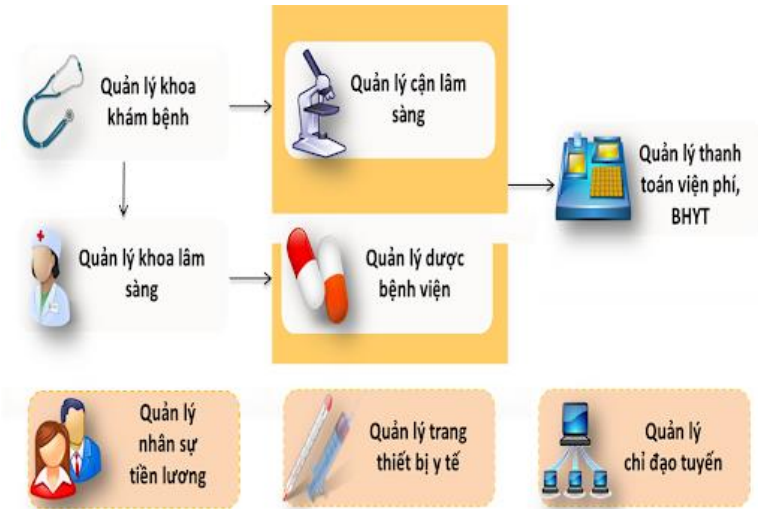 Quản lý khoa
khám bệnh
Quản lý cận lâm
sàng
Quản lý thanh
toán viện phí,
BHYT
Quản lý khoa lâm
sàng
Quản lý dược
bệnh viện
Quản lý
nhân sự
tiền lương
Quản lý trang
thiết bị y tế
Quản lý
chỉ đạo tuyến